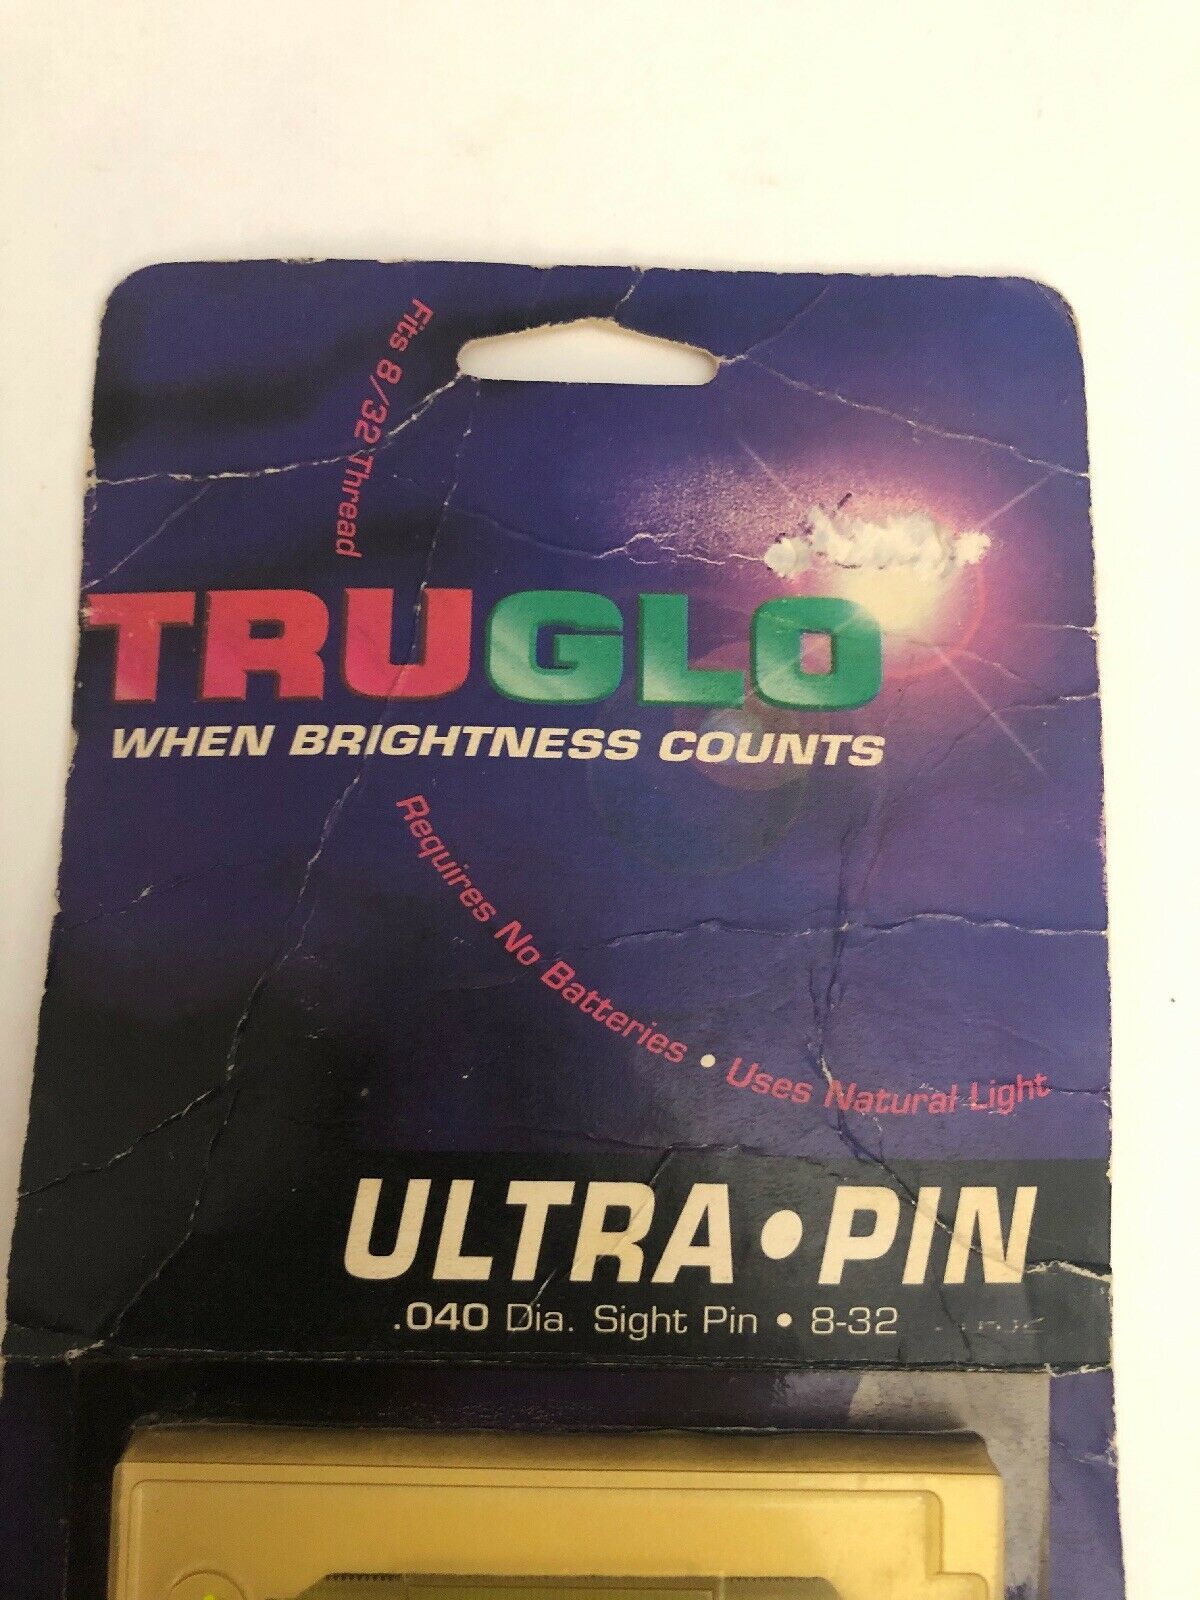 Fits 8/32 Thread
TRUGLO
WHEN BRIGHTNESS COUNTS
Requires No Batteries • Uses Natural Light
ULTRA • PIN
.040 Dia. Sight Pin • 8-32